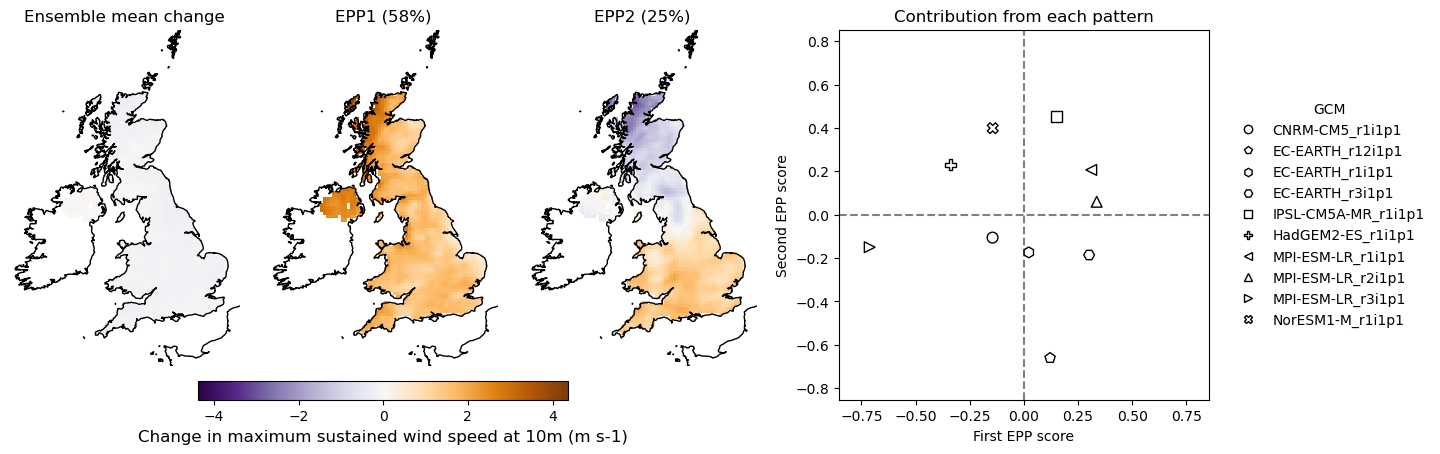 Ensemble mean change
EPP1 (58%)
EPP2 (25%)
−4 −2 0 2 4
Change in maximum sustained wind speed at 10m (m s-1)
Contribution from each pattern
Second EPP score
0.8
0.6
0.4
0.2
0.0
−0.2
−0.4
−0.6
−0.8
−0.75 −0.50 −0.25 0.00 0.25 0.50 0.75
First EPP score
GCM
CNRM-CM5_r1i1p1
EC-EARTH_r12i1p1
EC-EARTH_r1i1p1
EC-EARTH_r3i1p1
IPSL-CM5A-MR_r1i1p1
HadGEM2-ES_r1i1p1
MPI-ESM-LR_r1i1p1
MPI-ESM-LR_r2i1p1
MPI-ESM-LR_r3i1p1
NorESM1-M_r1i1p1